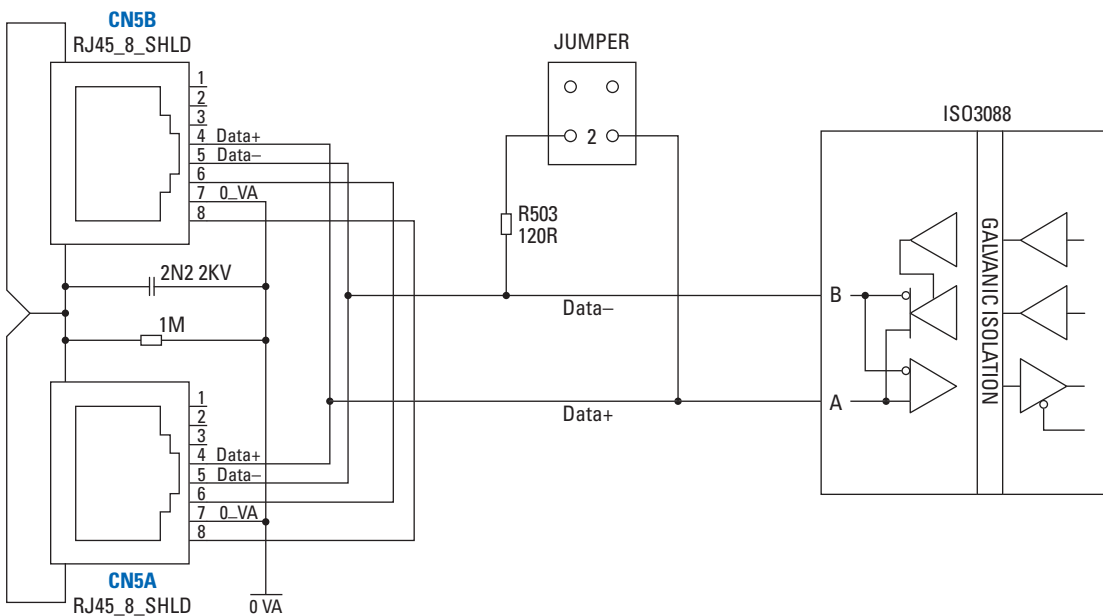 CN5B
RJ45_8_SHLD
1
2
3
4 Data+
5 Data–
6
7 0_VA
8
2N2 2KV
1M
1
2
3
4 Data+
5 Data–
6
7 0_VA
8
CN5A
RJ45_8_SHLD
0 VA
JUMPER
2
R503
120R
Data–
Data+
ISO3088
B
A
GALVANIC ISOLATION